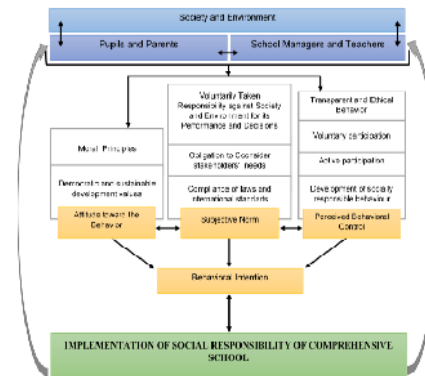 Society and Environment
Pupils and Parents
School Managers and Teachers
Voluntarily Taken
Responsibility against Society
and Environment for its
Performance and Decisions
Transparent and Ethical
Behavior
Moral Principles
Obligation to Cosneider
stakeholders' needs
Voluntary participation
Active participation
Democratic and sustainable
development values
Compliance of laws and
international standards
Development of socially
responsible behaviour
Attitude toward the
Behavior
Subjective Norm
Perceived Behavioral
Control
Behavioral Intention
IMPLEMENTATION OF SOCIAL RESPONSIBILITY OF COMPREHENSIVE
SCHOOL